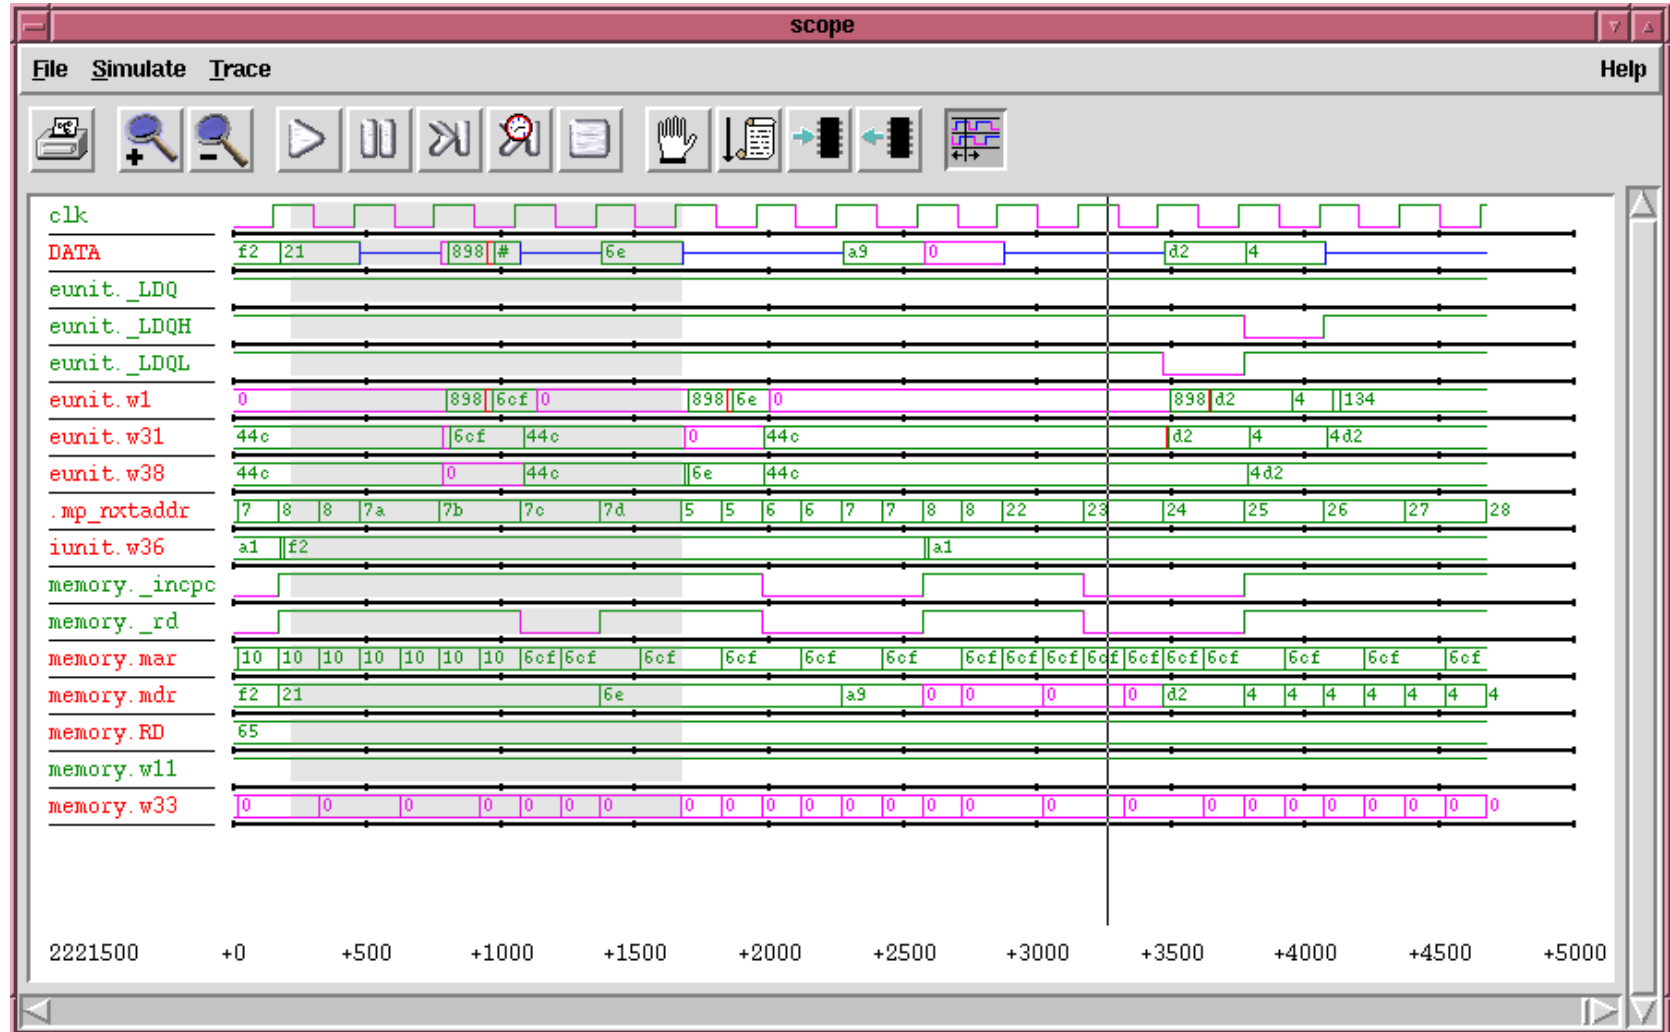 scope
File Simulate Trace Help
clk
DATA f2 21 898 # 6e a9 0 d2 4
eunit._LDQ
eunit._LDQH
eunit._LDQL
eunit.w1 0 898 6cf 0 898 6e 0 898 d2 4 134
eunit.w31 44c 6cf 44c 0 44c d2 4 4d2
eunit.w38 44c 0 44c 6e 44c 4d2
.mp_nxtaddr 7 8 8 7a 7b 7c 7d 5 5 6 6 7 7 8 8 22 23 24 25 26 27 28
iunit.w36 a1 f2 a1
memory._incpc
memory._rd
memory.mar 10 10 10 10 10 10 10 6cf 6cf 6cf 6cf 6cf 6cf 6cf 6cf 6cf 6cf 6cf 6cf 6cf 6cf 6cf 6cf
memory.mdr f2 21 6e a9 0 0 0 0 d2 4 4 4 4 4 4 4
memory.RD 65
memory.w11
memory.w33 0 0 0 0 0 0 0 0 0 0 0 0 0 0 0 0 0 0 0 0 0 0 0 0
2221500 +0 +500 +1000 +1500 +2000 +2500 +3000 +3500 +4000 +4500 +5000